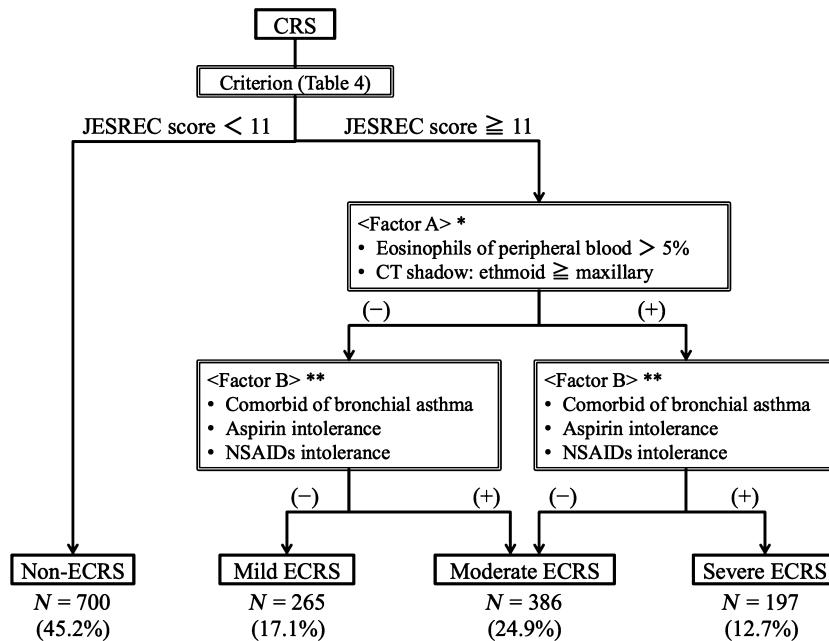 CRS
Criterion (Table 4)
JESREC score < 11
JESREC score ≧ 11
<Factor A> *
• Eosinophils of peripheral blood > 5%
• CT shadow: ethmoid ≧ maxillary
(−)
(+)
<Factor B> **
• Comorbid of bronchial asthma
• Aspirin intolerance
• NSAIDs intolerance
<Factor B> **
• Comorbid of bronchial asthma
• Aspirin intolerance
• NSAIDs intolerance
(−)
(+)
(−)
(+)
Non-ECRS
N = 700
(45.2%)
Mild ECRS
N = 265
(17.1%)
Moderate ECRS
N = 386
(24.9%)
Severe ECRS
N = 197
(12.7%)